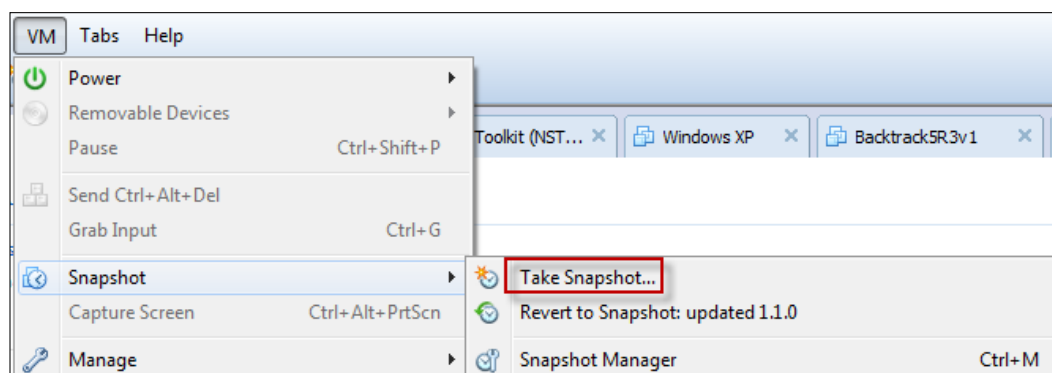 VM Tabs Help
Power
Removable Devices
Pause Ctrl+Shift+P
Toolkit (NST... Windows XP Backtrack5R3v1
Send Ctrl+Alt+Del
Grab Input Ctrl+G
Snapshot Take Snapshot...
Capture Screen Ctrl+Alt+PrtScn Revert to Snapshot: updated 1.1.0
Manage Snapshot Manager Ctrl+M